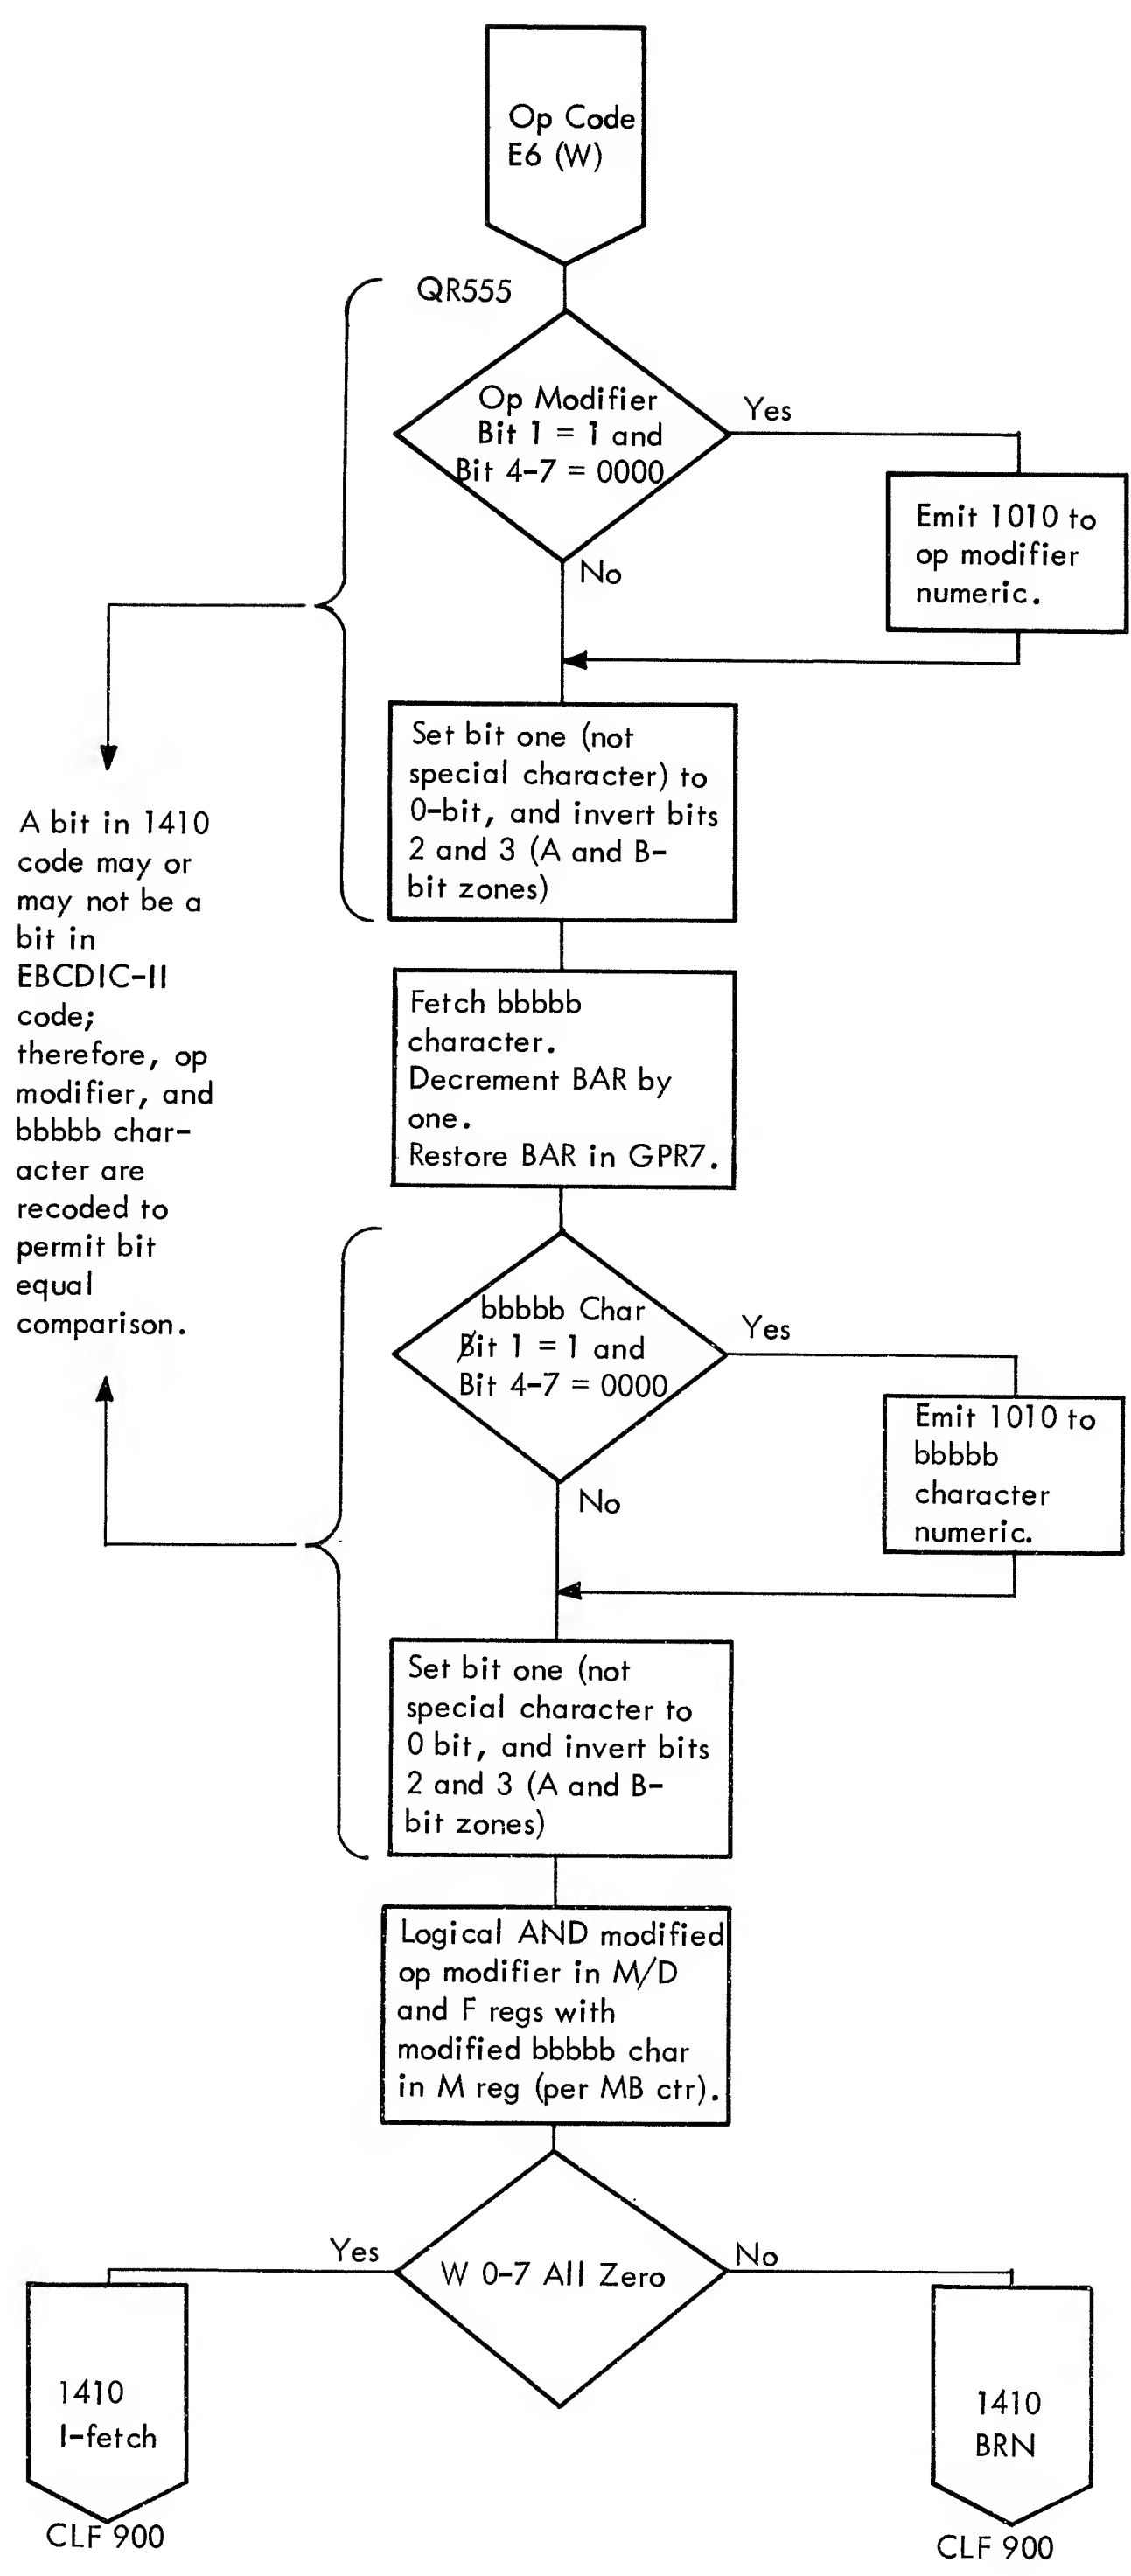 Op Code
E6 (W)
QR555
Op Modifier
Bit 1 = 1 and
Bit 4-7 = 0000
Yes
Emit 1010 to
op modifier
numeric.
No
Set bit one (not
special character) to
0-bit, and invert bits
2 and 3 (A and B-
bit zones)
A bit in 1410
code may or
may not be a
bit in
EBCDIC-II
code;
therefore, op
modifier, and
bbbbb char-
acter are
recoded to
permit bit
equal
comparison.
Fetch bbbbb
character.
Decrement BAR by
one.
Restore BAR in GPR7.
bbbbb Char
Bit 1 = 1 and
Bit 4-7 = 0000
Yes
Emit 1010 to
bbbbb
character
numeric.
No
Set bit one (not
special character to
0 bit, and invert bits
2 and 3 (A and B-
bit zones)
Logical AND modified
op modifier in M/D
and F regs with
modified bbbbb char
in M reg (per MB ctr).
W 0-7 All Zero
Yes
No
1410
I-fetch
CLF 900
1410
BRN
CLF 900